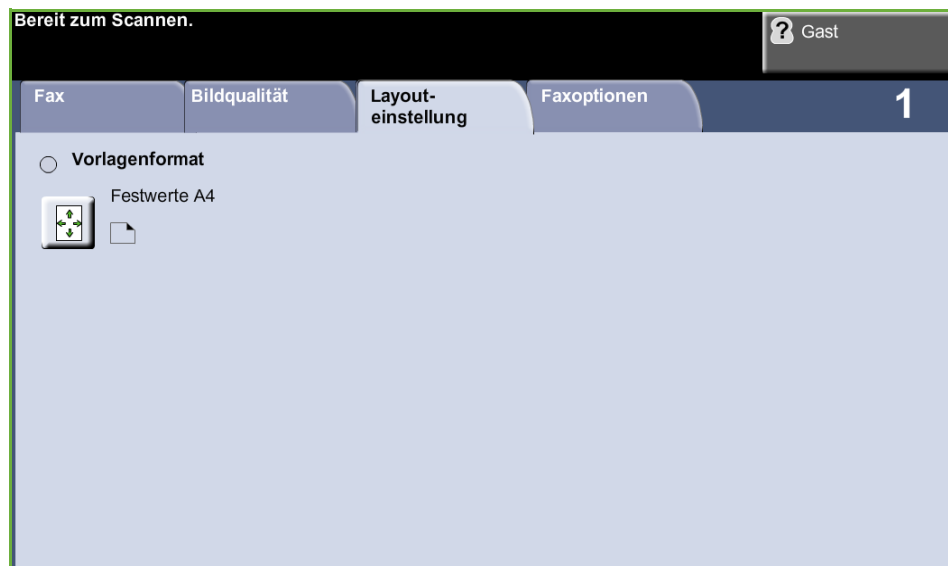 Bereit zum Scannen.
? Gast
Fax
Bildqualität
Layout-
einstellung
Faxoptionen
1
Vorlagenformat
Festwerte A4